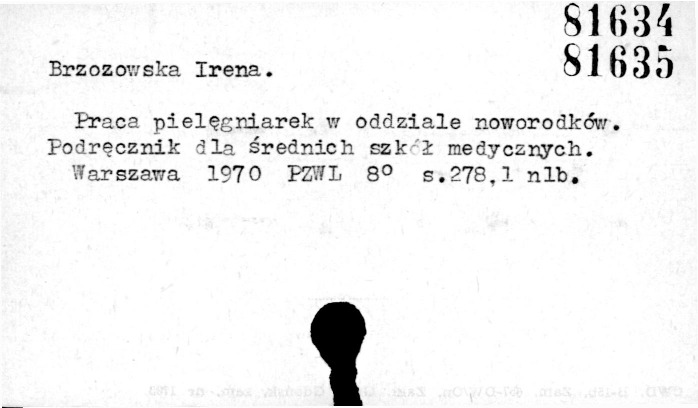 81634
81635
Brzozowska Irena.
Praca pielęgniarek w oddziale noworodków.
Podręcznik dla średnich szkół medycznych.
Warszawa 1970 PZWL 8° s.278,1 nlb.